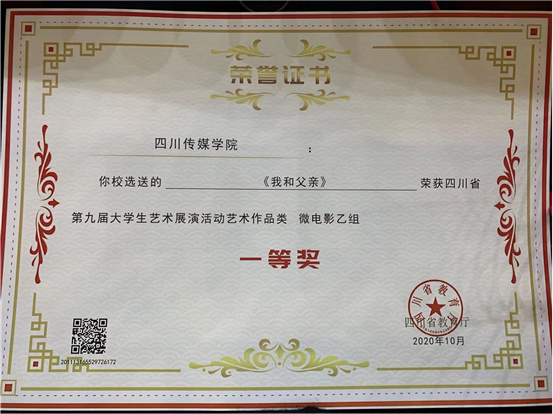 荣誉证书
四川传媒学院：
你校选送的 《我和父亲》 荣获四川省
第九届大学生艺术展演活动艺术作品类 微电影乙组
一等奖
四川省教育厅
四川省教育厅
2020年10月